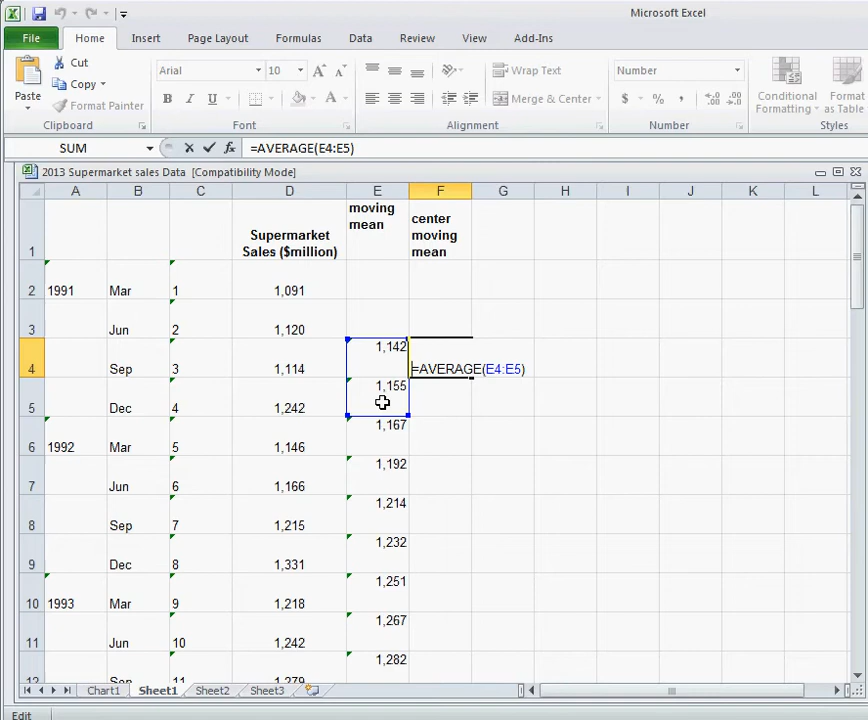 Microsoft Excel
File Home Insert Page Layout Formulas Data Review View Add-Ins
Paste
Cut
Copy
Format Painter
Clipboard
Arial 10 A A
B I U A
Font
Wrap Text
Merge & Center
Alignment
Number
$ % , .00 .0
Number
Conditional
Formatting
Format
as Table
Styles
SUM fx =AVERAGE(E4:E5)
2013 Supermarket sales Data [Compatibility Mode]
A B C D E F G H I J K L
1 Supermarket
Sales ($million)
moving
mean
center
moving
mean
2 1991 Mar 1 1,091
3 Jun 2 1,120
4 Sep 3 1,114 1,142 =AVERAGE(E4:E5)
5 Dec 4 1,242 1,155
6 1992 Mar 5 1,146 1,167
7 Jun 6 1,166 1,192
8 Sep 7 1,215 1,214
9 Dec 8 1,331 1,232
10 1993 Mar 9 1,218 1,251
11 Jun 10 1,242 1,267
12 Sep 11 1,279 1,282
Chart1 Sheet1 Sheet2 Sheet3
Edit